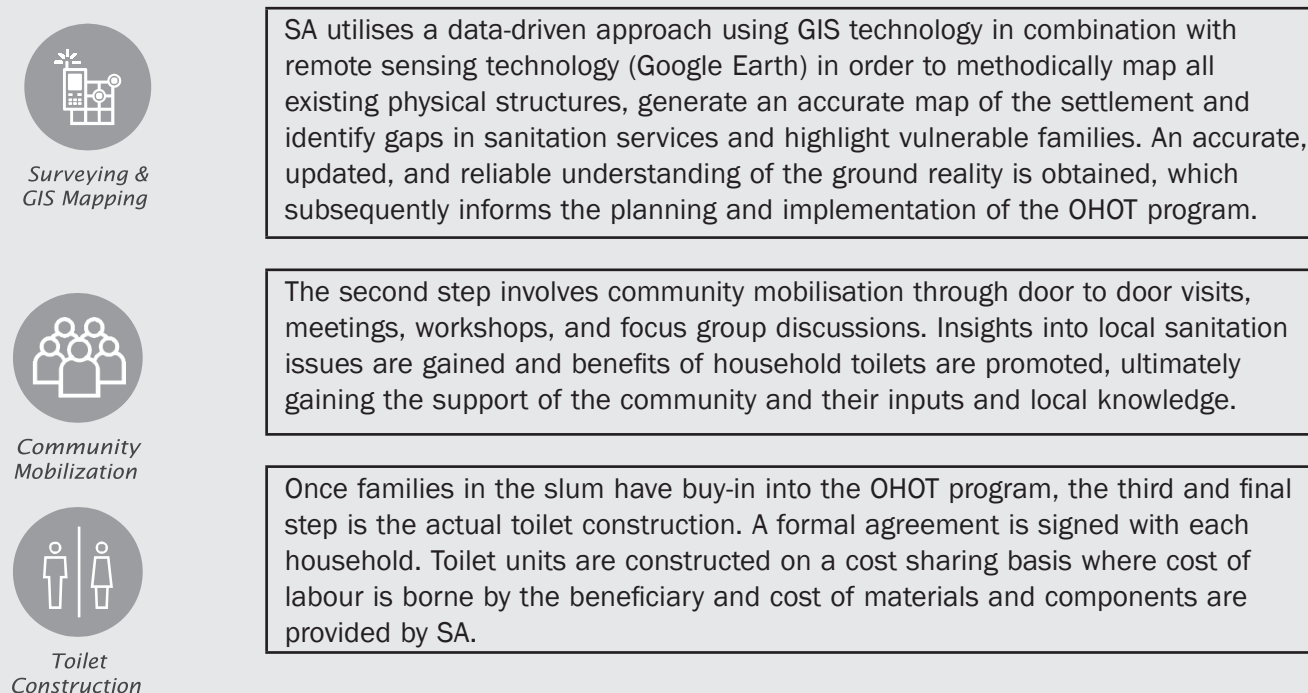 Surveying &
GIS Mapping
SA utilises a data-driven approach using GIS technology in combination with
remote sensing technology (Google Earth) in order to methodically map all
existing physical structures, generate an accurate map of the settlement and
identify gaps in sanitation services and highlight vulnerable families. An accurate,
updated, and reliable understanding of the ground reality is obtained, which
subsequently informs the planning and implementation of the OHOT program.
Community
Mobilization
The second step involves community mobilisation through door to door visits,
meetings, workshops, and focus group discussions. Insights into local sanitation
issues are gained and benefits of household toilets are promoted, ultimately
gaining the support of the community and their inputs and local knowledge.
Toilet
Construction
Once families in the slum have buy-in into the OHOT program, the third and final
step is the actual toilet construction. A formal agreement is signed with each
household. Toilet units are constructed on a cost sharing basis where cost of
labour is borne by the beneficiary and cost of materials and components are
provided by SA.